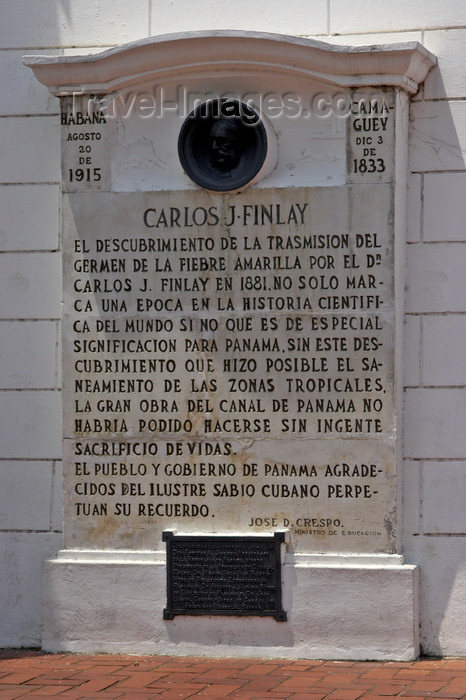 Travel-Images.com
HABANA
AGOSTO
20
DE
1915
CAMA-
GUEY
DIC 3
DE
1833
CARLOS J. FINLAY
EL DESCUBRIMIENTO DE LA TRASMISION DEL
GERMEN DE LA FIEBRE AMARILLA POR EL DR
CARLOS J. FINLAY EN 1881, NO SOLO MAR-
CA UNA EPOCA EN LA HISTORIA CIENTIFI-
CA DEL MUNDO SI NO QUE ES DE ESPECIAL
SIGNIFICACION PARA PANAMA, SIN ESTE DES-
CUBRIMIENTO QUE HIZO POSIBLE EL SA-
NEAMIENTO DE LAS ZONAS TROPICALES,
LA GRAN OBRA DEL CANAL DE PANAMA NO
HABRIA PODIDO HACERSE SIN INGENTE
SACRIFICIO DE VIDAS.
EL PUEBLO Y GOBIERNO DE PANAMA AGRADE-
CIDOS DEL ILUSTRE SABIO CUBANO PERPE-
TUAN SU RECUERDO.
JOSE D. CRESPO.
MINISTRO DE EDUCACION